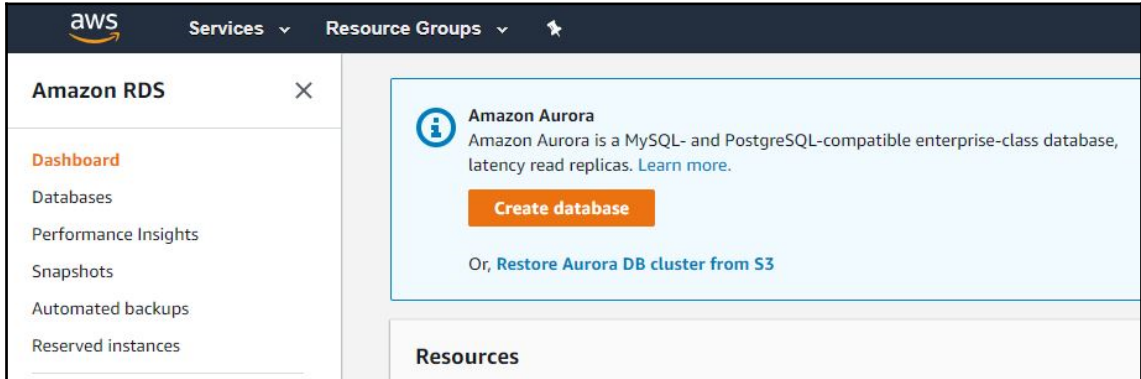 aws
Services
Resource Groups
Amazon RDS
Dashboard
Databases
Performance Insights
Snapshots
Automated backups
Reserved instances
Amazon Aurora
Amazon Aurora is a MySQL- and PostgreSQL-compatible enterprise-class database,
latency read replicas. Learn more.
Create database
Or, Restore Aurora DB cluster from S3
Resources